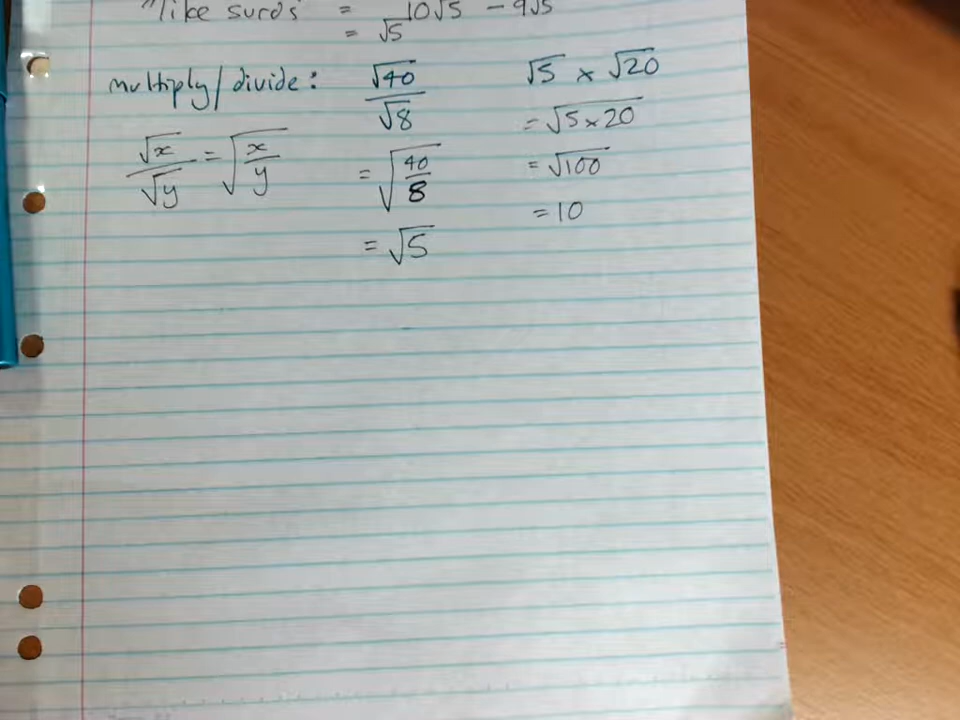 like surds = 10√5 - 9√5
= √5
multiply/divide: √40/√8 √5 × √20
√x/√y = √(x/y) = √(40/8) = √(5×20)
= √5 = √100
= 10